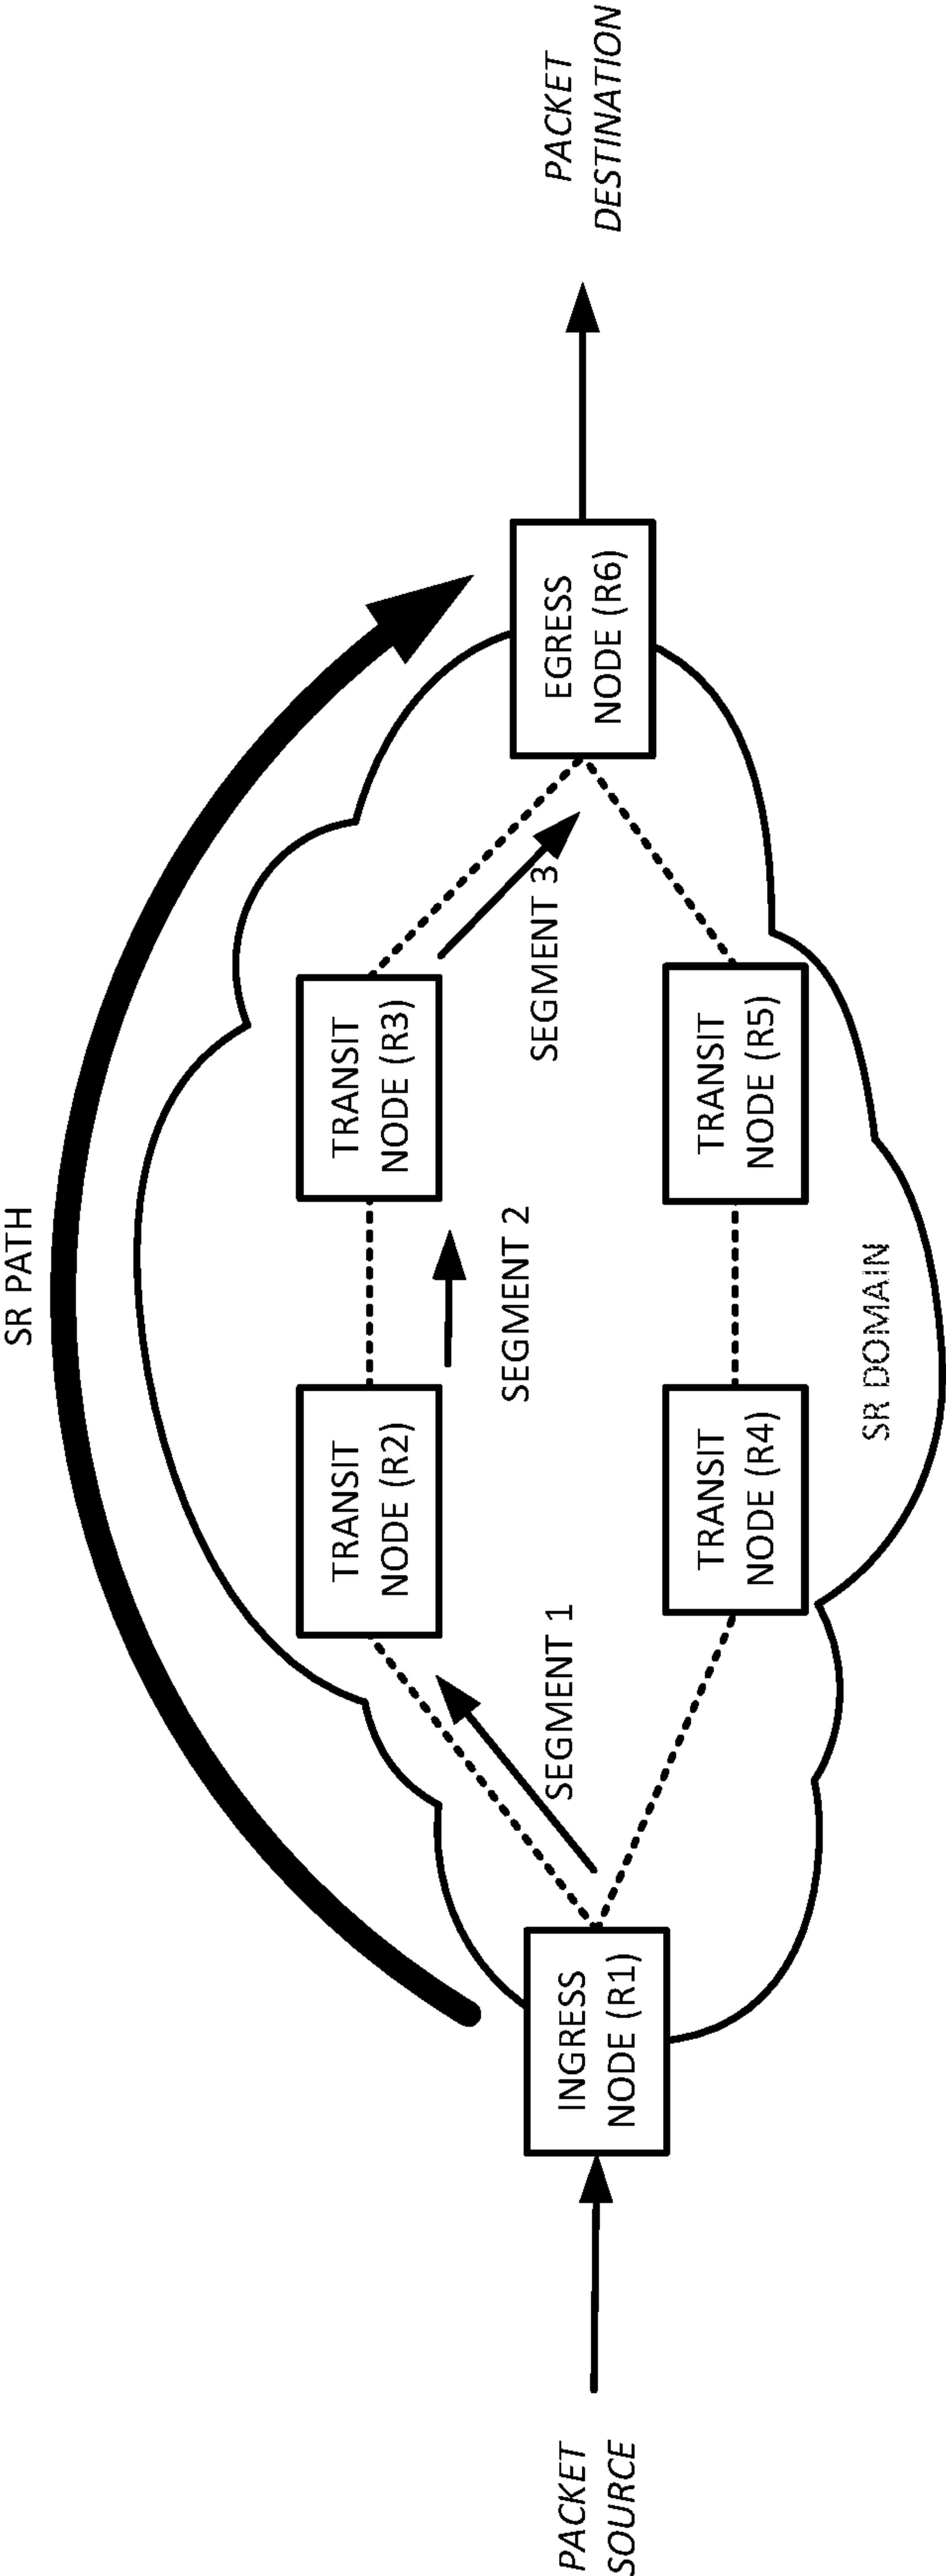 SR PATH
PACKET
SOURCE
INGRESS
NODE (R1)
SEGMENT 1
TRANSIT
NODE (R2)
SEGMENT 2
TRANSIT
NODE (R3)
SEGMENT 3
EGRESS
NODE (R6)
PACKET
DESTINATION
TRANSIT
NODE (R4)
TRANSIT
NODE (R5)
SR DOMAIN